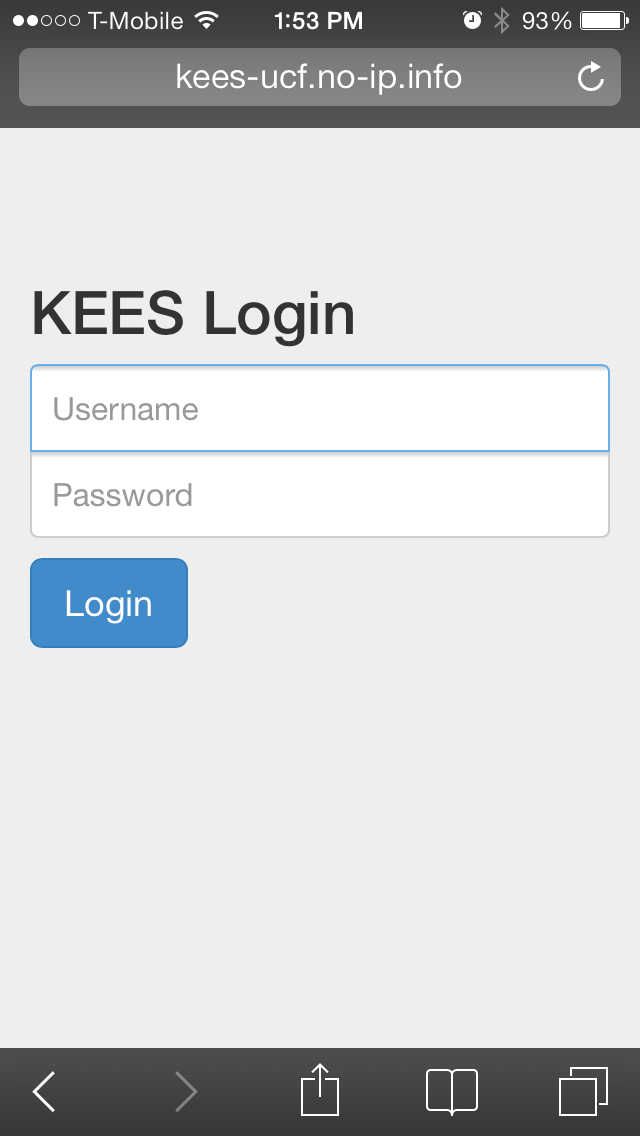 T-Mobile 1:53 PM 93%
kees-ucf.no-ip.info
KEES Login
Username
Password
Login